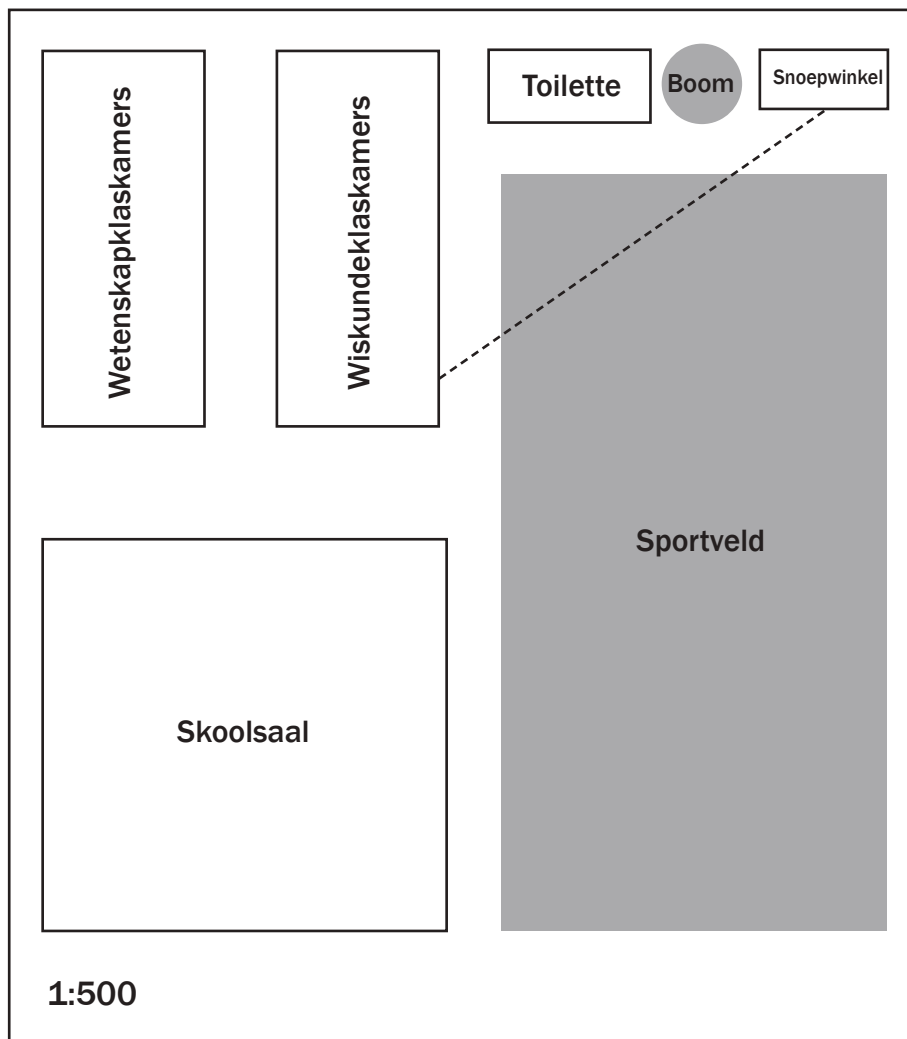 Wetenskapklaskamers
Wiskundeklaskamers
Toilette
Boom
Snoepwinkel
Sportveld
Skoolsaal
1:500